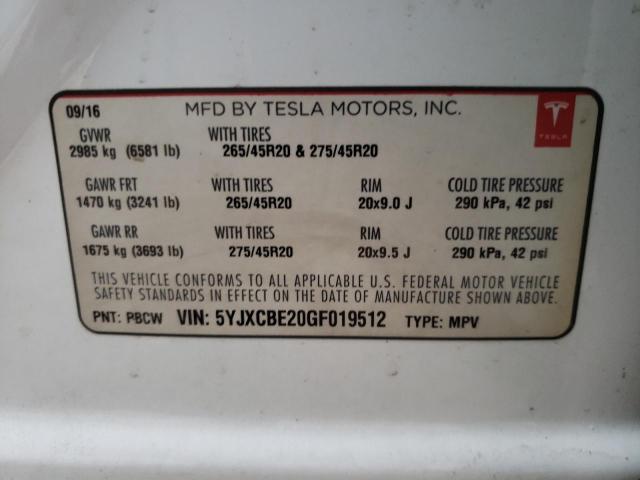 09/16 MFD BY TESLA MOTORS, INC.
TESLA
GVWR WITH TIRES
2985 kg (6581 lb) 265/45R20 & 275/45R20
GAWR FRT WITH TIRES RIM COLD TIRE PRESSURE
1470 kg (3241 lb) 265/45R20 20x9.0 J 290 kPa, 42 psi
GAWR RR WITH TIRES RIM COLD TIRE PRESSURE
1675 kg (3693 lb) 275/45R20 20x9.5 J 290 kPa, 42 psi
THIS VEHICLE CONFORMS TO ALL APPLICABLE U.S. FEDERAL MOTOR VEHICLE
SAFETY STANDARDS IN EFFECT ON THE DATE OF MANUFACTURE SHOWN ABOVE.
PNT: PBCW VIN: 5YJXCBE20GF019512 TYPE: MPV